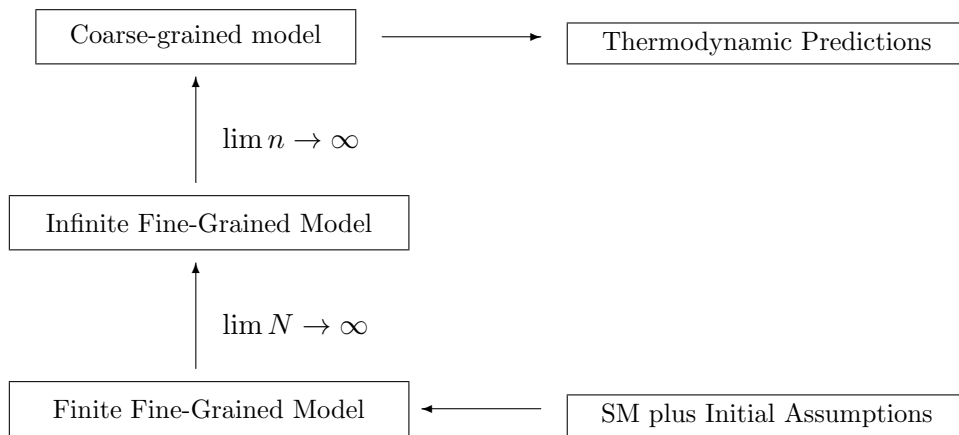 Coarse-grained model
Thermodynamic Predictions
lim n → ∞
Infinite Fine-Grained Model
lim N → ∞
Finite Fine-Grained Model
SM plus Initial Assumptions